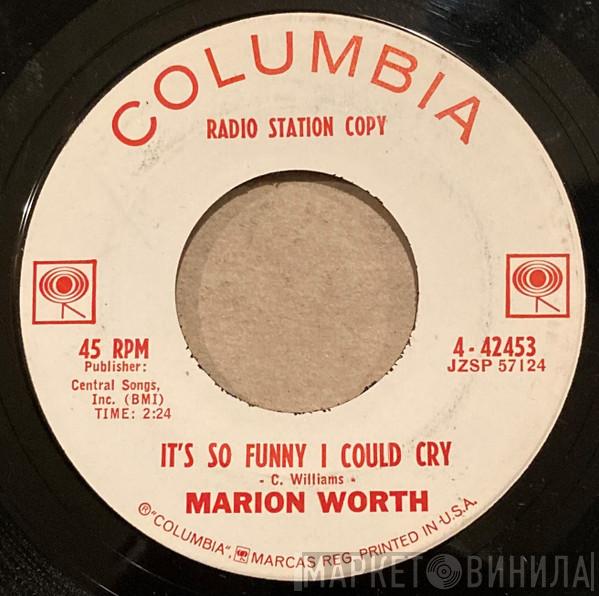 COLUMBIA
RADIO STATION COPY
45 RPM
Publisher:
Central Songs,
Inc. (BMI)
TIME: 2:24
4-42453
JZSP 57124
IT'S SO FUNNY I COULD CRY
- C. Williams -
MARION WORTH
®"COLUMBIA", MARCAS REG. PRINTED IN U.S.A.
МАРКЕТ ВИНИЛА